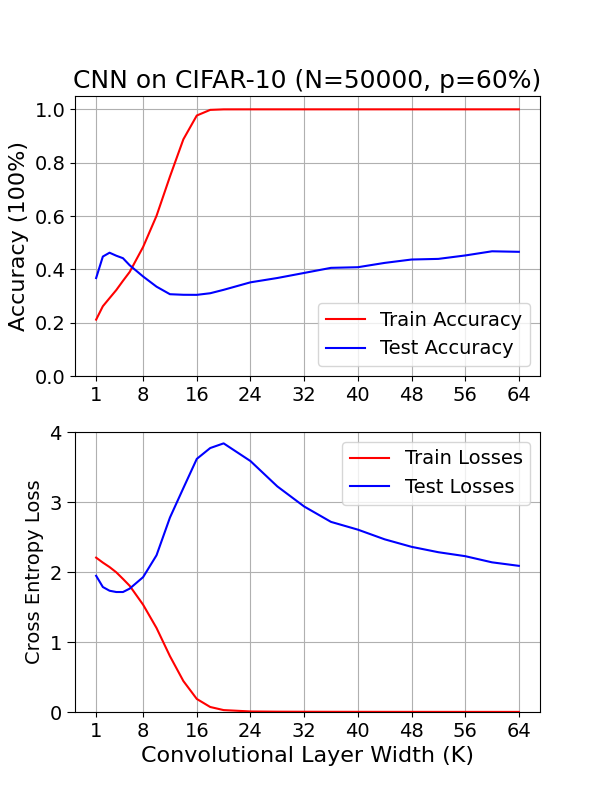 CNN on CIFAR-10 (N=50000, p=60%)
Accuracy (100%)
1.0
0.8
0.6
0.4
0.2
0.0
Train Accuracy
Test Accuracy
1 8 16 24 32 40 48 56 64
Cross Entropy Loss
4
3
2
1
0
Train Losses
Test Losses
1 8 16 24 32 40 48 56 64
Convolutional Layer Width (K)